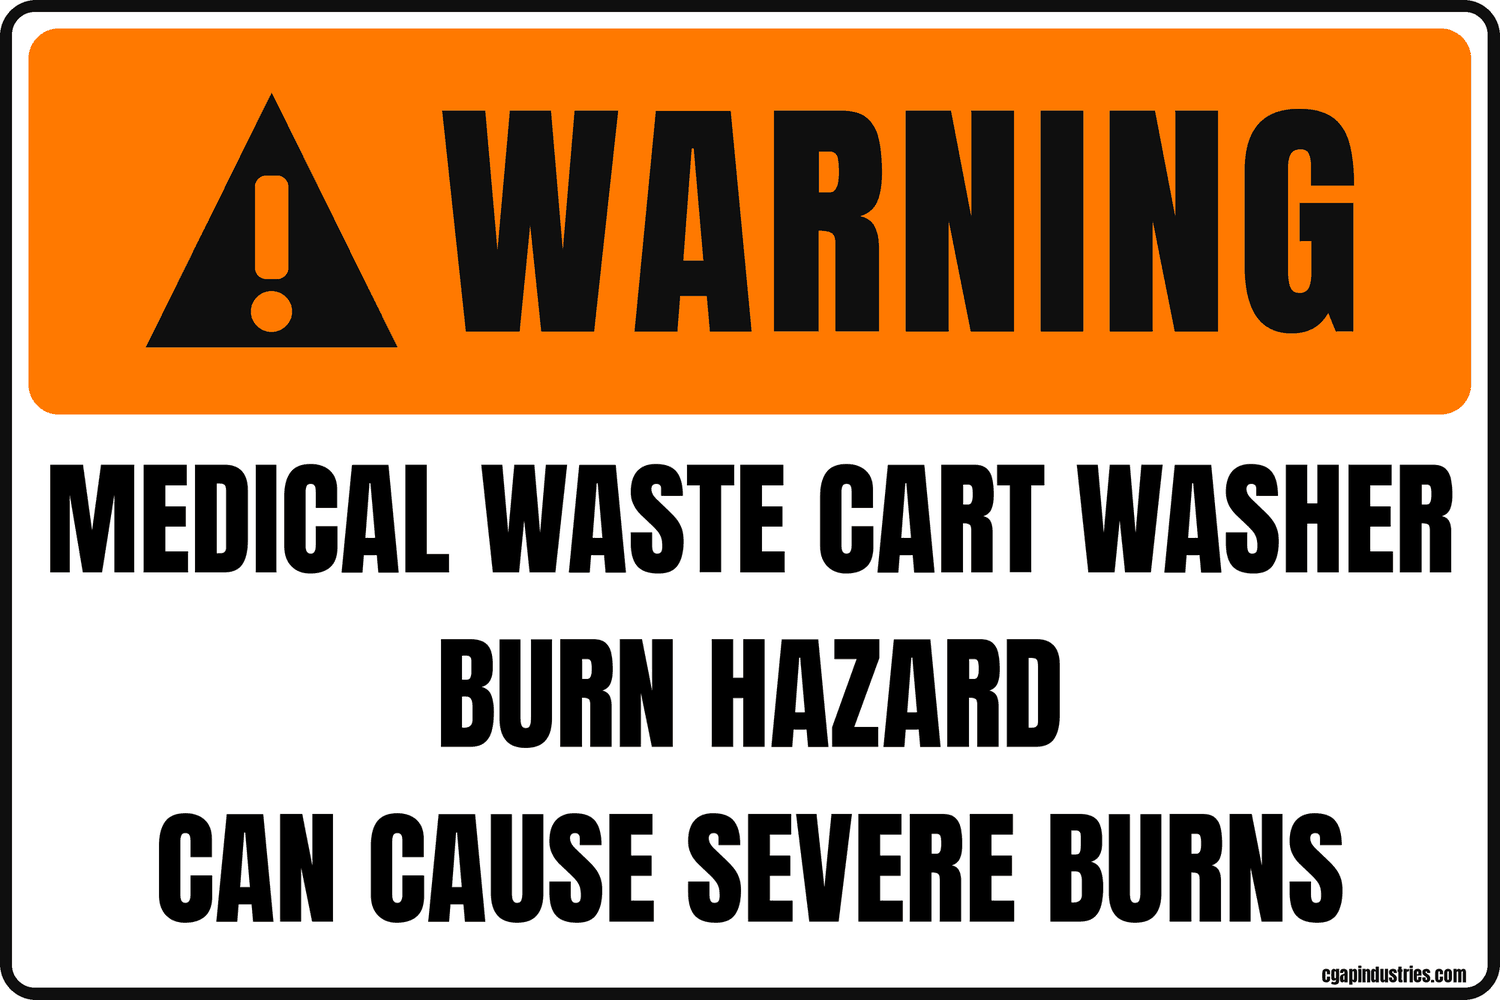 WARNING
MEDICAL WASTE CART WASHER
BURN HAZARD
CAN CAUSE SEVERE BURNS
cgapindustries.com